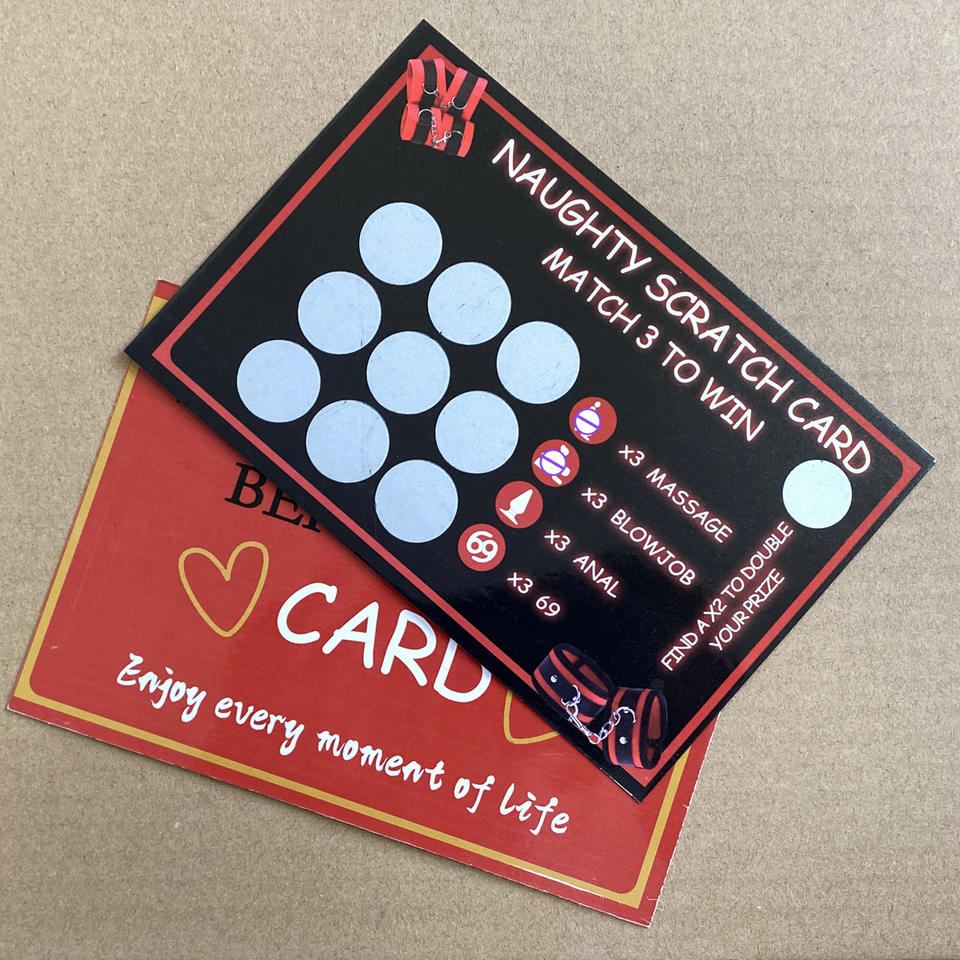 NAUGHTY SCRATCH CARD
MATCH 3 TO WIN
x3 MASSAGE
x3 BLOWJOB
x3 ANAL
69
x3 69
FIND A X2 TO DOUBLE
YOUR PRIZE
CARD
Enjoy every moment of life